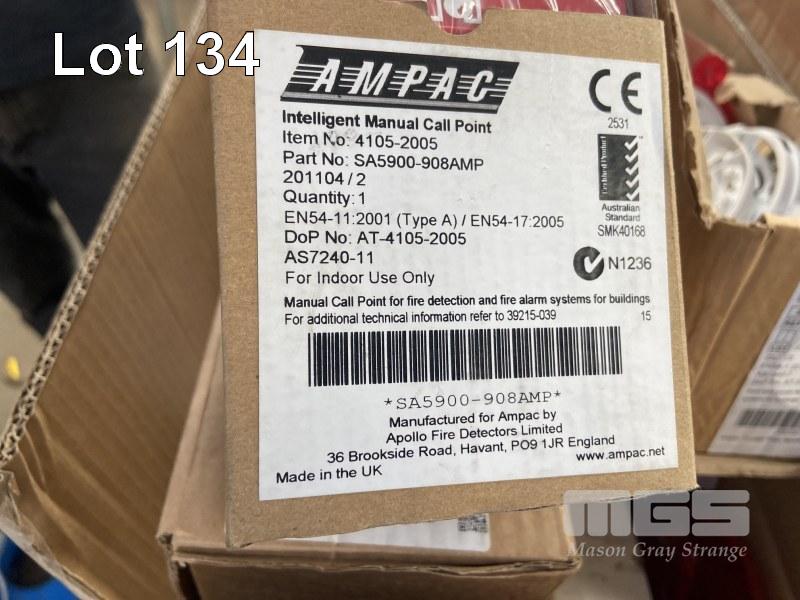 Lot 134
AMPAC
Intelligent Manual Call Point
Item No: 4105-2005
Part No: SA5900-908AMP
201104 / 2
Quantity: 1
EN54-11:2001 (Type A) / EN54-17:2005
DoP No: AT-4105-2005
AS7240-11
For Indoor Use Only
CE
2531
Certified Product
Australian
Standard
SMK40168
N1236
Manual Call Point for fire detection and fire alarm systems for buildings
For additional technical information refer to 39215-039
15
*SA5900-908AMP*
Manufactured for Ampac by
Apollo Fire Detectors Limited
36 Brookside Road, Havant, PO9 1JR England
Made in the UK
www.ampac.net
MGS
Mason Gray Strange